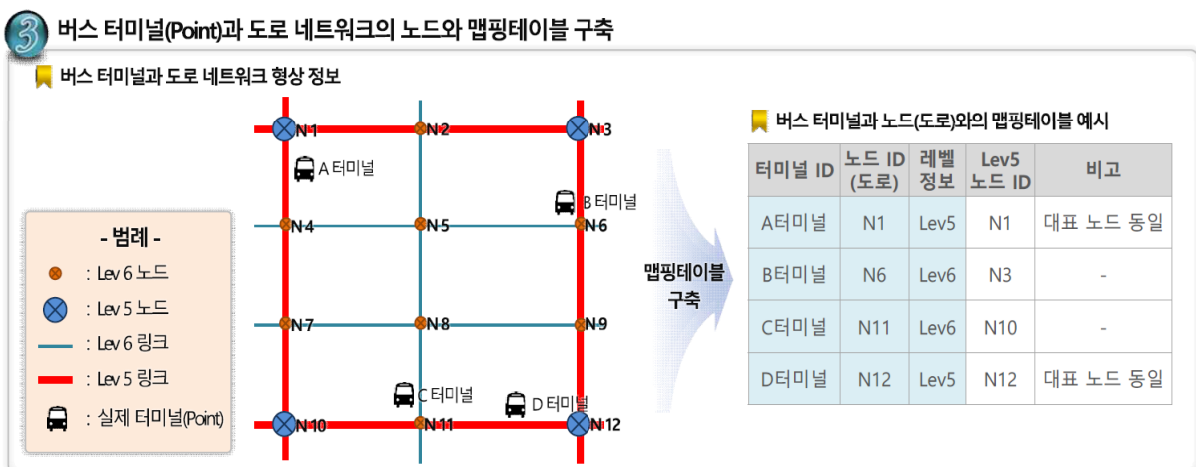 3 버스 터미널(Point)과 도로 네트워크의 노드와 맵핑테이블 구축
버스 터미널과 도로 네트워크 형상 정보
N1 N2 N3
A 터미널
B 터미널
N4 N5 N6
N7 N8 N9
C 터미널 D 터미널
N10 N11 N12
- 범례 -
: Lev 6 노드
: Lev 5 노드
: Lev 6 링크
: Lev 5 링크
: 실제 터미널(Point)
맵핑테이블
구축
버스 터미널과 노드(도로)와의 맵핑테이블 예시
터미널 ID 노드 ID (도로) 레벨 정보 Lev5 노드 ID 비고
A터미널 N1 Lev5 N1 대표 노드 동일
B터미널 N6 Lev6 N3 -
C터미널 N11 Lev6 N10 -
D터미널 N12 Lev5 N12 대표 노드 동일